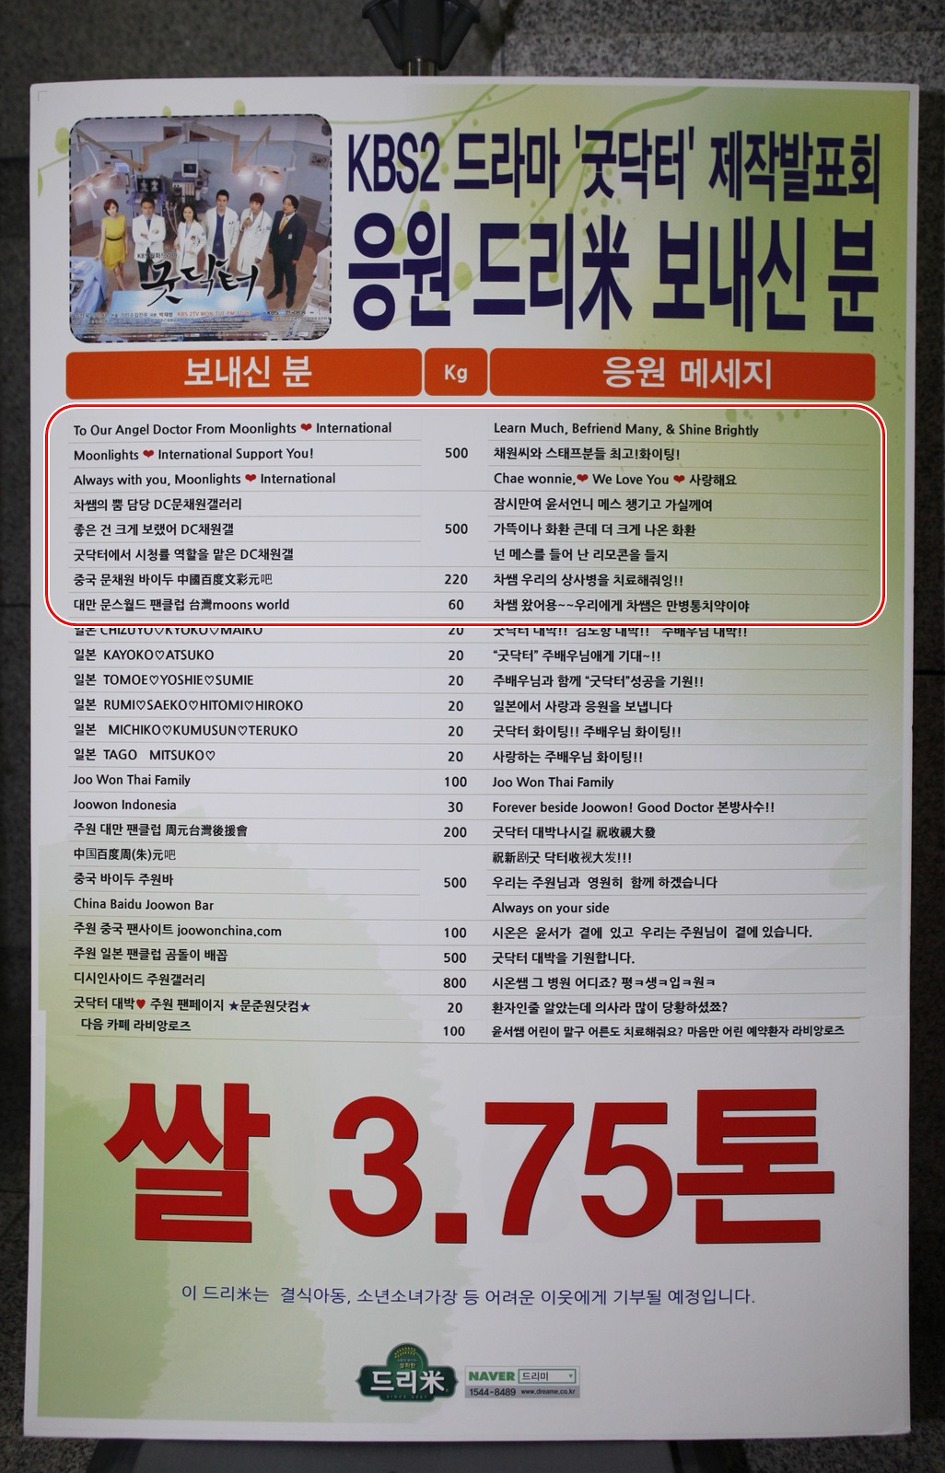 KBS2 드라마 '굿닥터' 제작발표회
응원 드리米 보내신 분
굿닥터
보내신 분 Kg 응원 메세지
To Our Angel Doctor From Moonlights ❤ International Learn Much, Befriend Many, & Shine Brightly
Moonlights ❤ International Support You! 500 채원씨와 스태프분들 최고!화이팅!
Always with you, Moonlights ❤ International Chae wonnie,❤ We Love You ❤ 사랑해요
차쌤의 뿜 담당 DC문채원갤러리 잠시만여 윤서언니 메스 챙기고 가실께여
좋은 건 크게 보랬어 DC채원갤 500 가뜩이나 화환 큰데 더 크게 나온 화환
굿닥터에서 시청률 역할을 맡은 DC채원갤 넌 메스를 들어 난 리모콘을 들지
중국 문채원 바이두 中國百度文彩元吧 220 차쌤 우리의 상사병을 치료해줘잉!!
대만 문스월드 팬클럽 台灣moons world 60 차쌤 왔어용~~우리에게 차쌤은 만병통치약이야
일본 CHIZUYO♡KYOKO♡MAIKO 20 굿닥터 대박!! 김도향 대박!! 주배우님 대박!!
일본 KAYOKO♡ATSUKO 20 “굿닥터” 주배우님애게 기대~!!
일본 TOMOE♡YOSHIE♡SUMIE 20 주배우님과 함께 “굿닥터”성공을 기원!!
일본 RUMI♡SAEKO♡HITOMI♡HIROKO 20 일본에서 사랑과 응원을 보냅니다
일본 MICHIKO♡KUMUSUN♡TERUKO 20 굿닥터 화이팅!! 주배우님 화이팅!!
일본 TAGO MITSUKO♡ 20 사랑하는 주배우님 화이팅!!
Joo Won Thai Family 100 Joo Won Thai Family
Joowon Indonesia 30 Forever beside Joowon! Good Doctor 본방사수!!
주원 대만 팬클럽 周元台灣後援會 200 굿닥터 대박나시길 祝收視大發
中国百度周(朱)元吧 祝新剧굿 닥터收视大发!!!
중국 바이두 주원바 500 우리는 주원님과 영원히 함께 하겠습니다
China Baidu Joowon Bar Always on your side
주원 중국 팬사이트 joowonchina.com 100 시온은 윤서가 곁에 있고 우리는 주원님이 곁에 있습니다.
주원 일본 팬클럽 곰돌이 배꼽 500 굿닥터 대박을 기원합니다.
디시인사이드 주원갤러리 800 시온쌤 그 병원 어디죠? 평ㅋ생ㅋ입ㅋ원ㅋ
굿닥터 대박♥ 주원 팬페이지 ★문준원닷컴★ 20 환자인줄 알았는데 의사라 많이 당황하셨쬬?
다음 카페 라비앙로즈 100 윤서쌤 어린이 말구 어른도 치료해줘요? 마음만 어린 예약환자 라비앙로즈
쌀 3.75톤
이 드리米는 결식아동, 소년소녀가장 등 어려운 이웃에게 기부될 예정입니다.
드리米 NAVER 드리미
1544-8489 www.dreame.co.kr